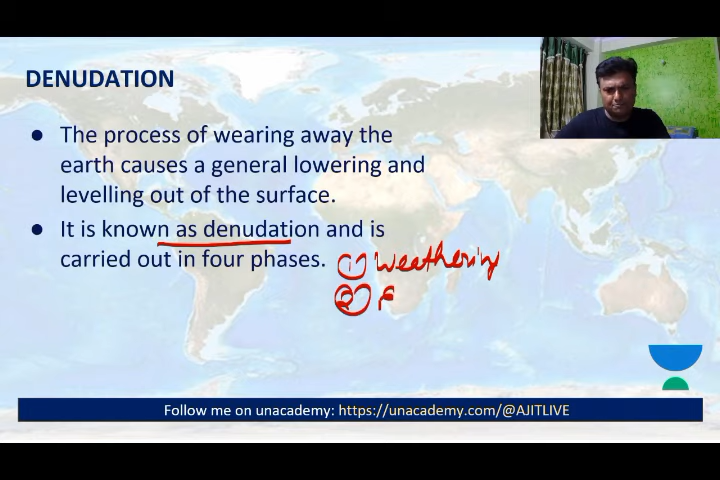 DENUDATION
● The process of wearing away the
earth causes a general lowering and
levelling out of the surface.
● It is known as denudation and is
carried out in four phases.
① Weathering
②
Follow me on unacademy: https://unacademy.com/@AJITLIVE